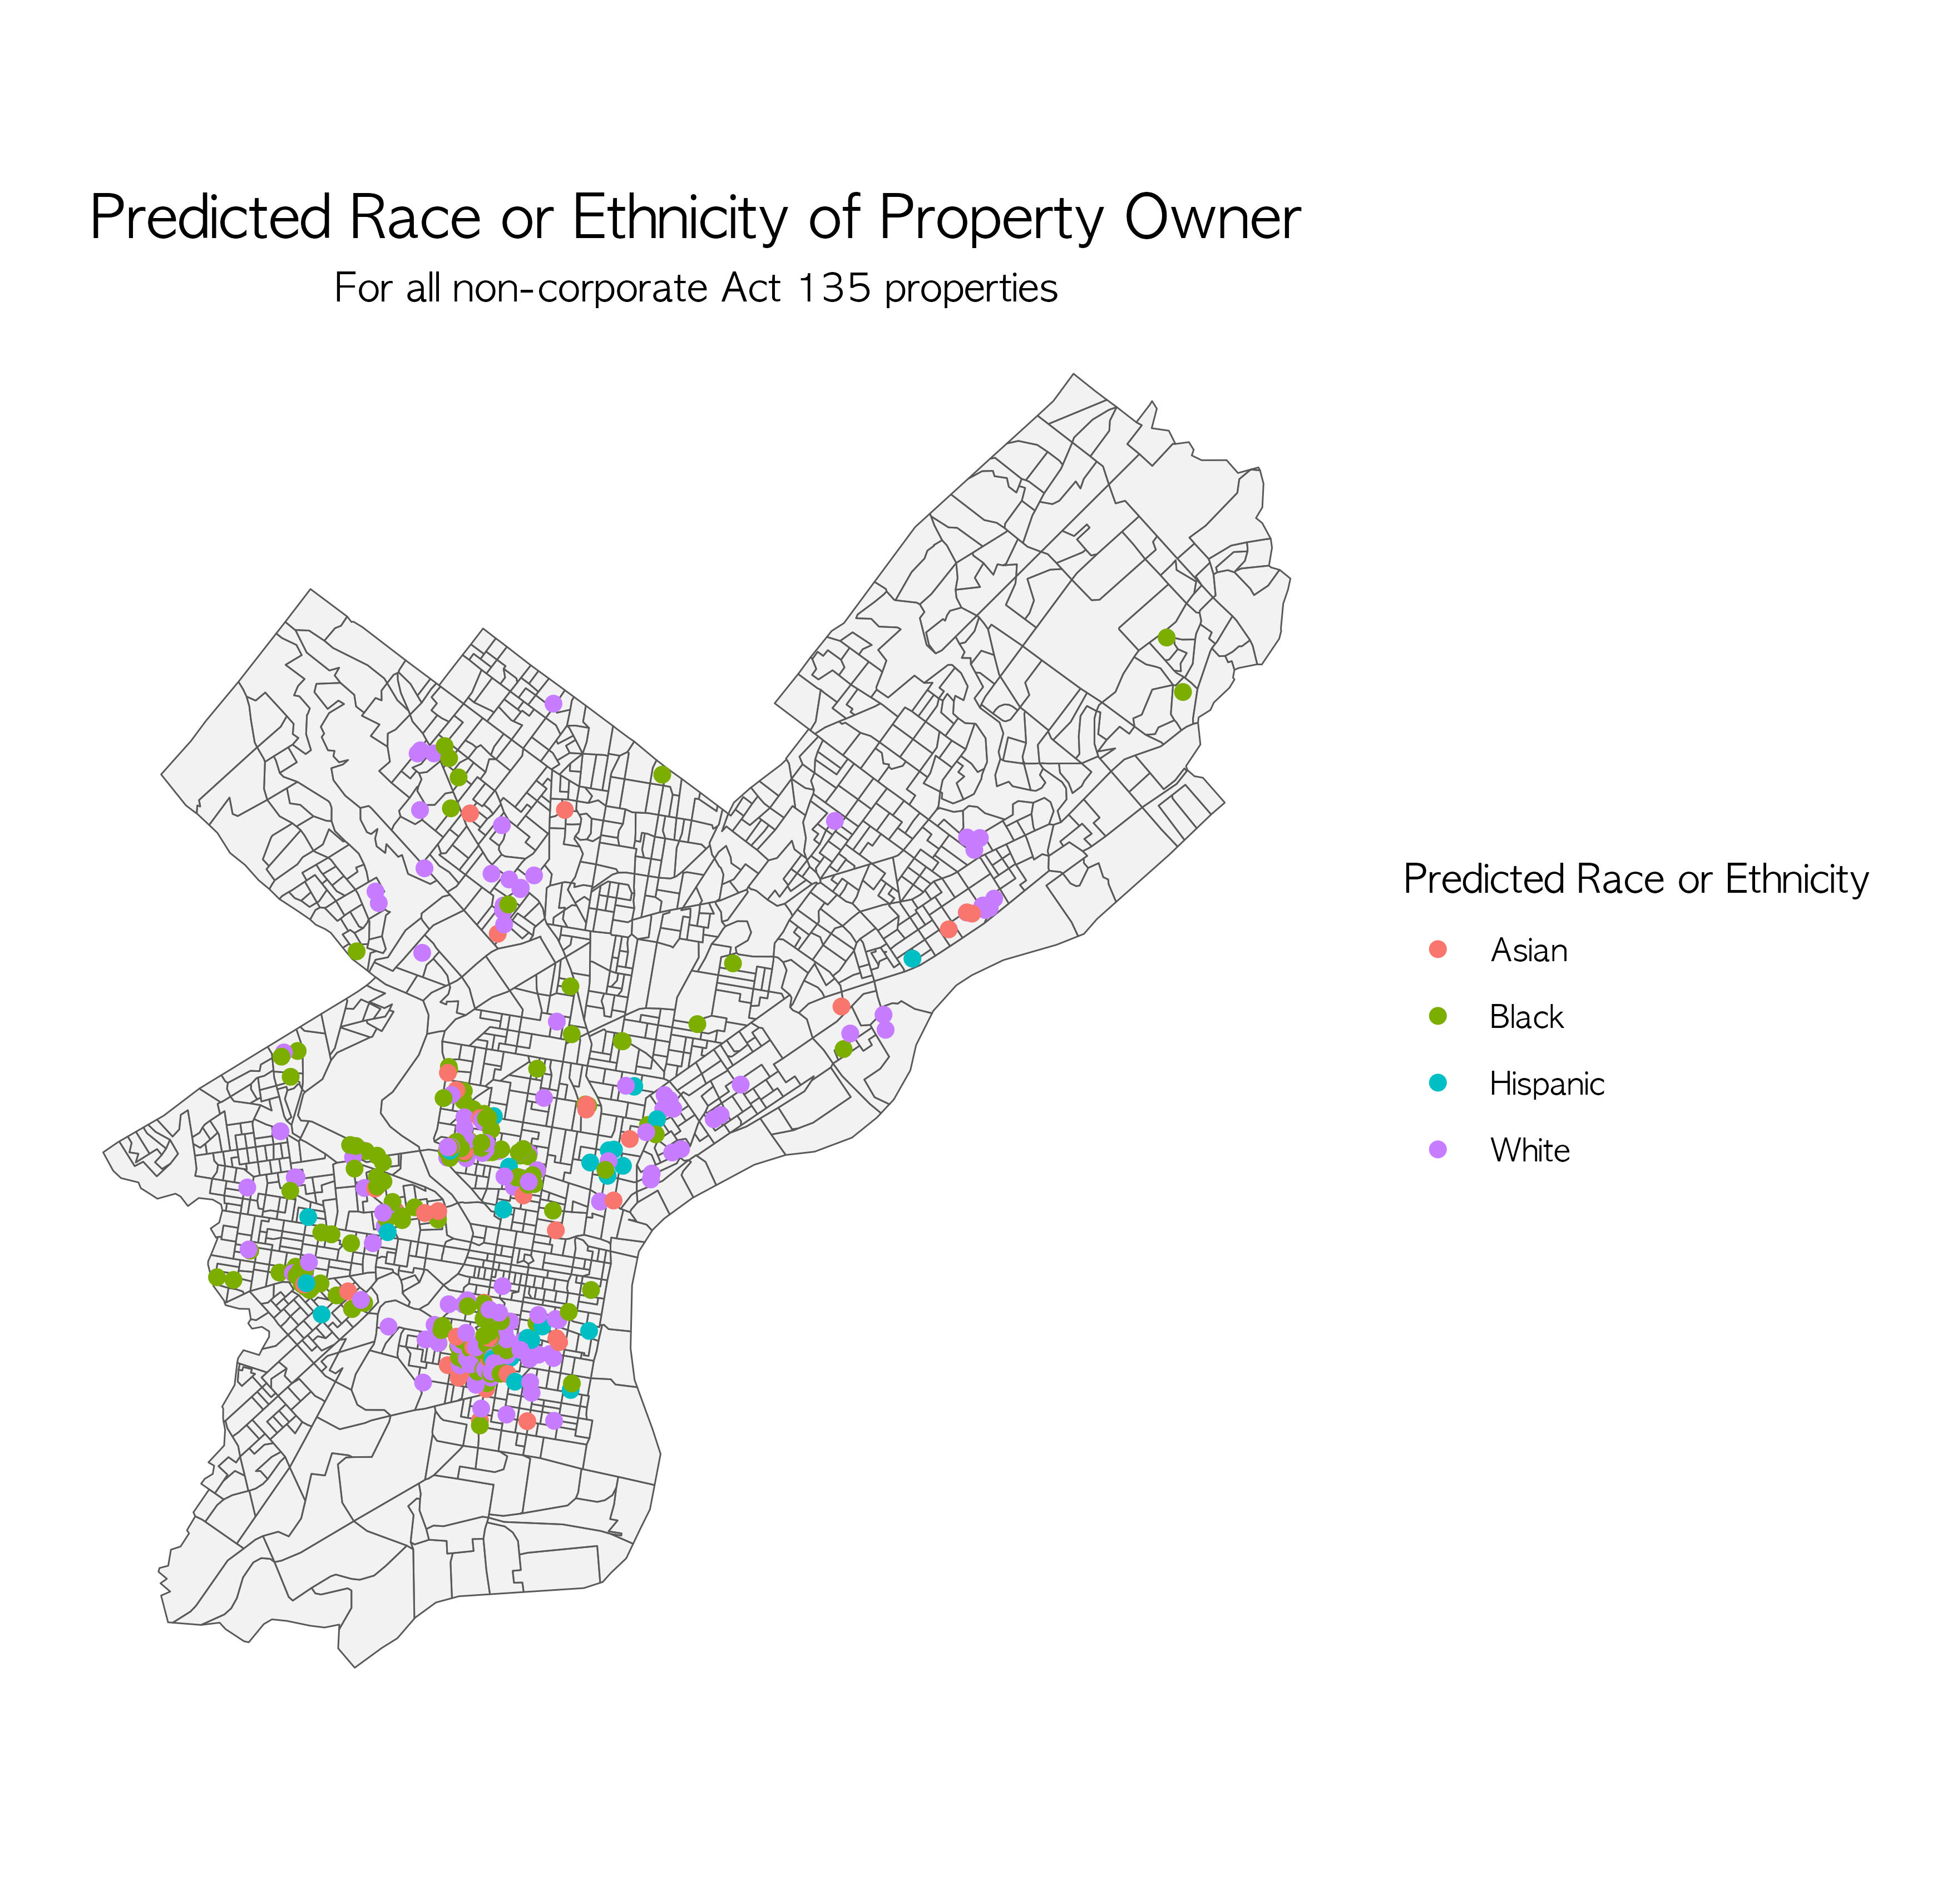 Predicted Race or Ethnicity of Property Owner
For all non-corporate Act 135 properties
Predicted Race or Ethnicity
Asian
Black
Hispanic
White